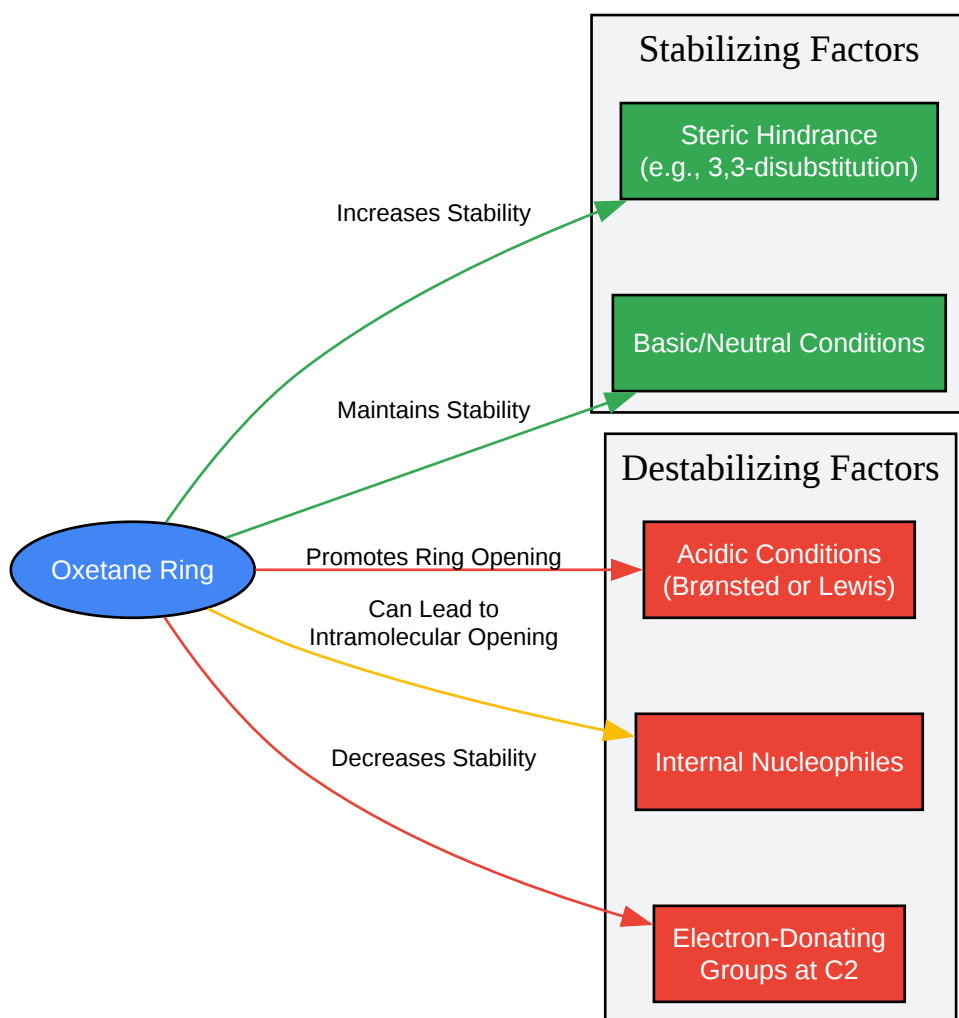 Stabilizing Factors
Steric Hindrance
(e.g., 3,3-disubstitution)
Increases Stability
Basic/Neutral Conditions
Maintains Stability
Destabilizing Factors
Oxetane Ring
Promotes Ring Opening
Acidic Conditions
(Brønsted or Lewis)
Can Lead to
Intramolecular Opening
Internal Nucleophiles
Decreases Stability
Electron-Donating
Groups at C2